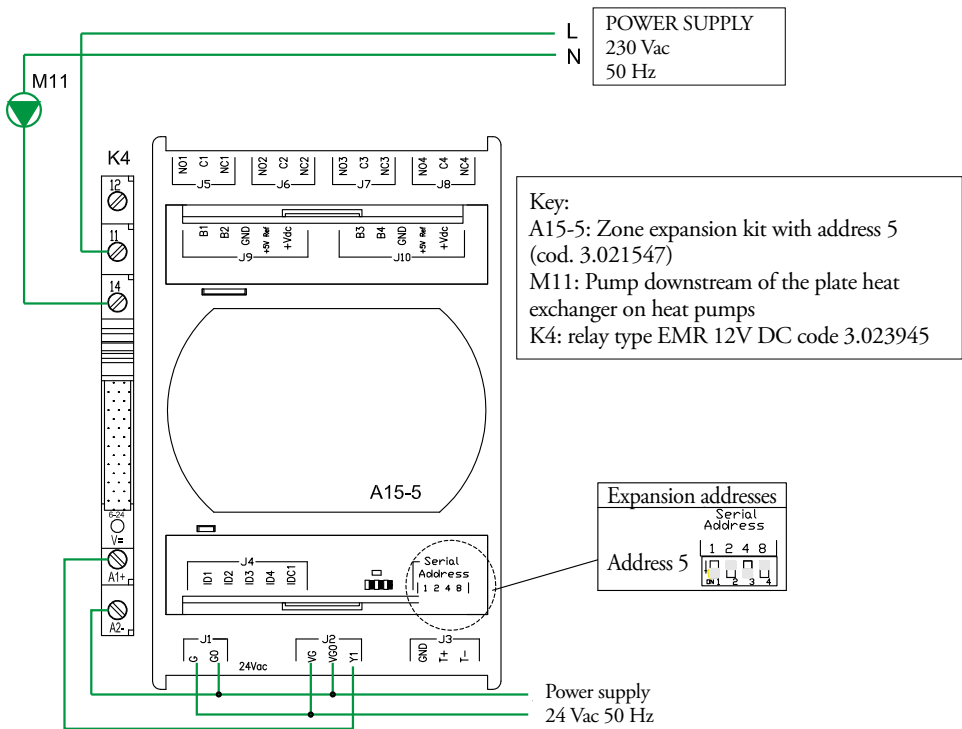 L
N
POWER SUPPLY
230 Vac
50 Hz
M11
K4
12
11
14
NO1 C1 NC1
J5
NO2 C2 NC2
J6
NO3 C3 NC3
J7
NO4 C4 NC4
J8
B1 B2 GND +5V Ref +Vdc
J9
B3 B4 GND +5V Ref +Vdc
J10
Key:
A15-5: Zone expansion kit with address 5
(cod. 3.021547)
M11: Pump downstream of the plate heat
exchanger on heat pumps
K4: relay type EMR 12V DC code 3.023945
A15-5
6-24
V=
A1+
A2-
J4
ID1 ID2 ID3 ID4 IDC1
Serial
Address
1 2 4 8
Expansion addresses
Serial
Address
1 2 4 8
Address 5
ON 1 2 3 4
J1
G G0
24Vac
J2
VG VG0 Y1
J3
GND T+ T-
Power supply
24 Vac 50 Hz